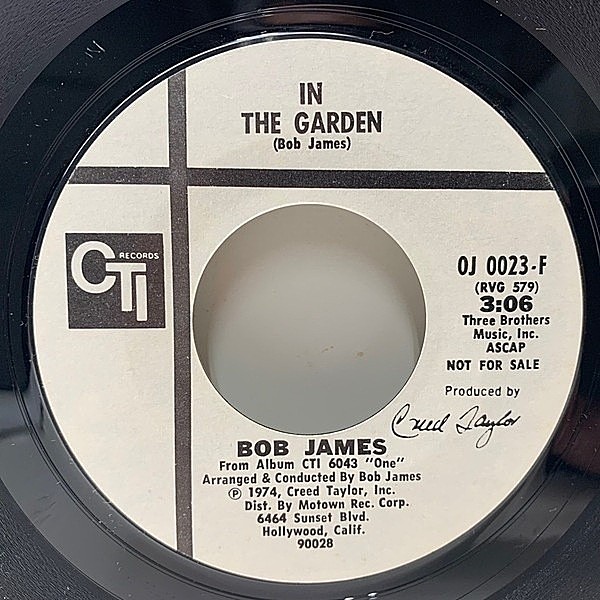 IN
THE GARDEN
(Bob James)
CTI RECORDS
OJ 0023-F
(RVG 579)
3:06
Three Brothers
Music, Inc.
ASCAP
NOT FOR SALE
Produced by
Creed Taylor
BOB JAMES
From Album CTI 6043 "One"
Arranged & Conducted By Bob James
℗ 1974, Creed Taylor, Inc.
Dist. By Motown Rec. Corp.
6464 Sunset Blvd.
Hollywood, Calif.
90028